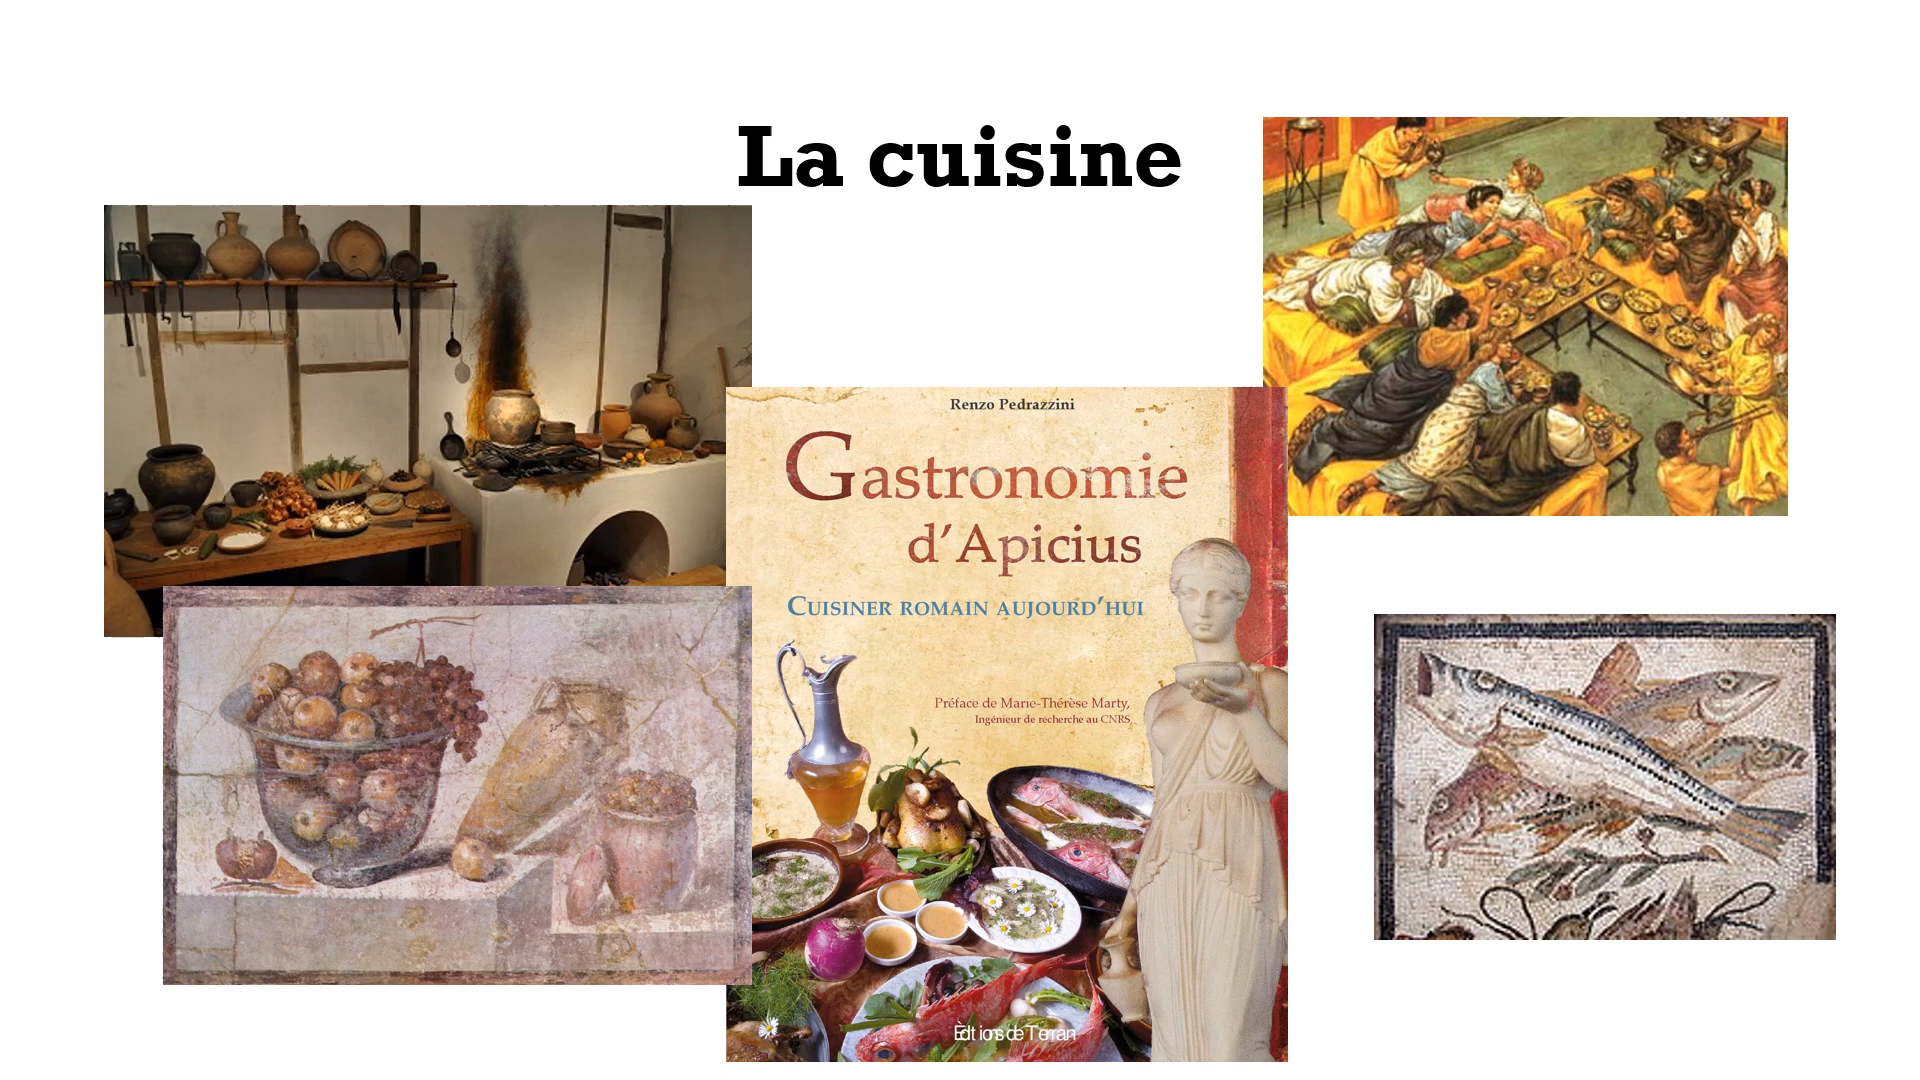 La cuisine
Renzo Pedrazzini
Gastronomie
d'Apicius
CUISINER ROMAIN AUJOURD'HUI
Préface de Marie-Thérèse Marty,
Ingénieur de recherche au CNRS
Èditions de Terran